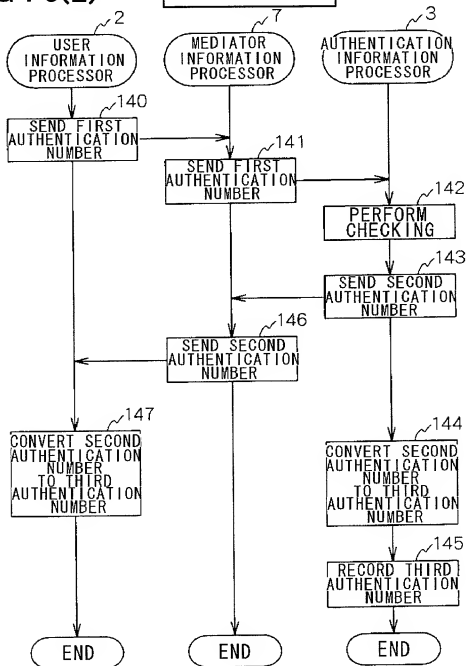 2
USER
INFORMATION
PROCESSOR
7
MEDIATOR
INFORMATION
PROCESSOR
3
AUTHENTICATION
INFORMATION
PROCESSOR
140
SEND FIRST
AUTHENTICATION
NUMBER
141
SEND FIRST
AUTHENTICATION
NUMBER
142
PERFORM
CHECKING
143
SEND SECOND
AUTHENTICATION
NUMBER
146
SEND SECOND
AUTHENTICATION
NUMBER
147
CONVERT SECOND
AUTHENTICATION
NUMBER
TO THIRD
AUTHENTICATION
NUMBER
144
CONVERT SECOND
AUTHENTICATION
NUMBER
TO THIRD
AUTHENTICATION
NUMBER
145
RECORD THIRD
AUTHENTICATION
NUMBER
END
END
END